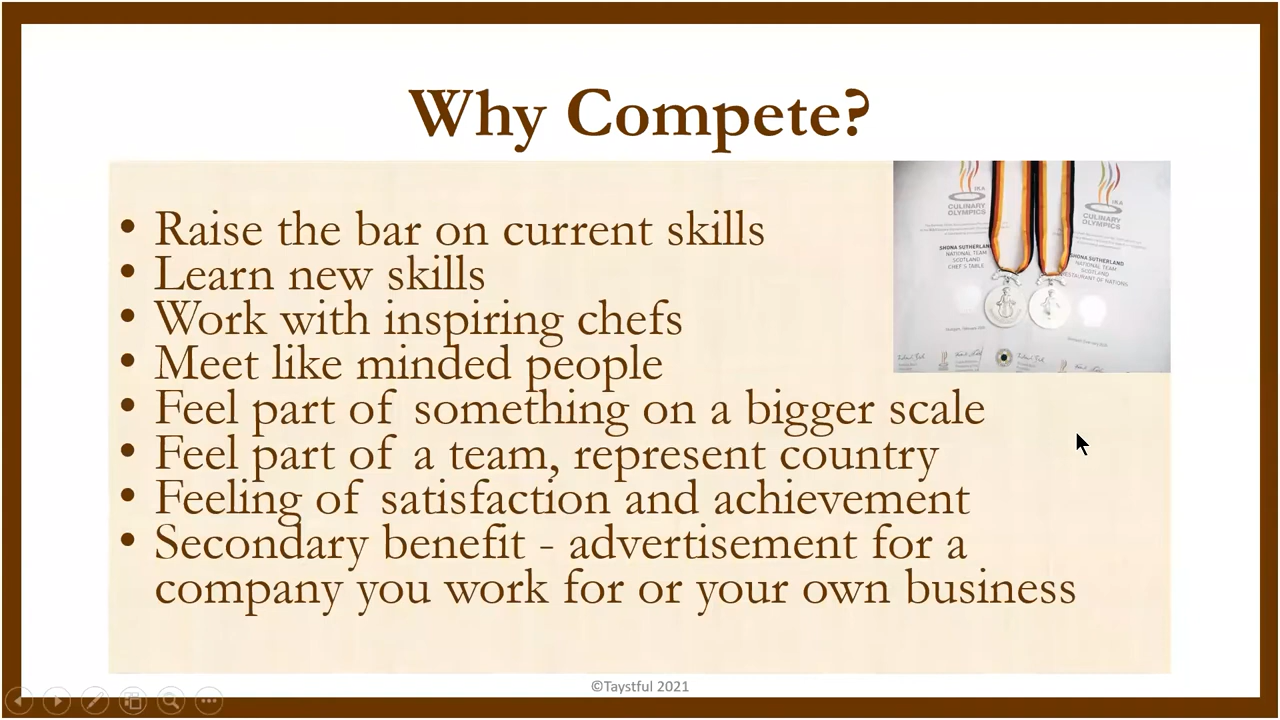 Why Compete?
• Raise the bar on current skills
• Learn new skills
• Work with inspiring chefs
• Meet like minded people
• Feel part of something on a bigger scale
• Feel part of a team, represent country
• Feeling of satisfaction and achievement
• Secondary benefit - advertisement for a
company you work for or your own business
IKA
CULINARY
OLYMPICS
SHONA SUTHERLAND
NATIONAL TEAM
SCOTLAND
CHEF'S TABLE
IKA
CULINARY
OLYMPICS
SHONA SUTHERLAND
NATIONAL TEAM
SCOTLAND
RESTAURANT OF NATIONS
©Taystful 2021